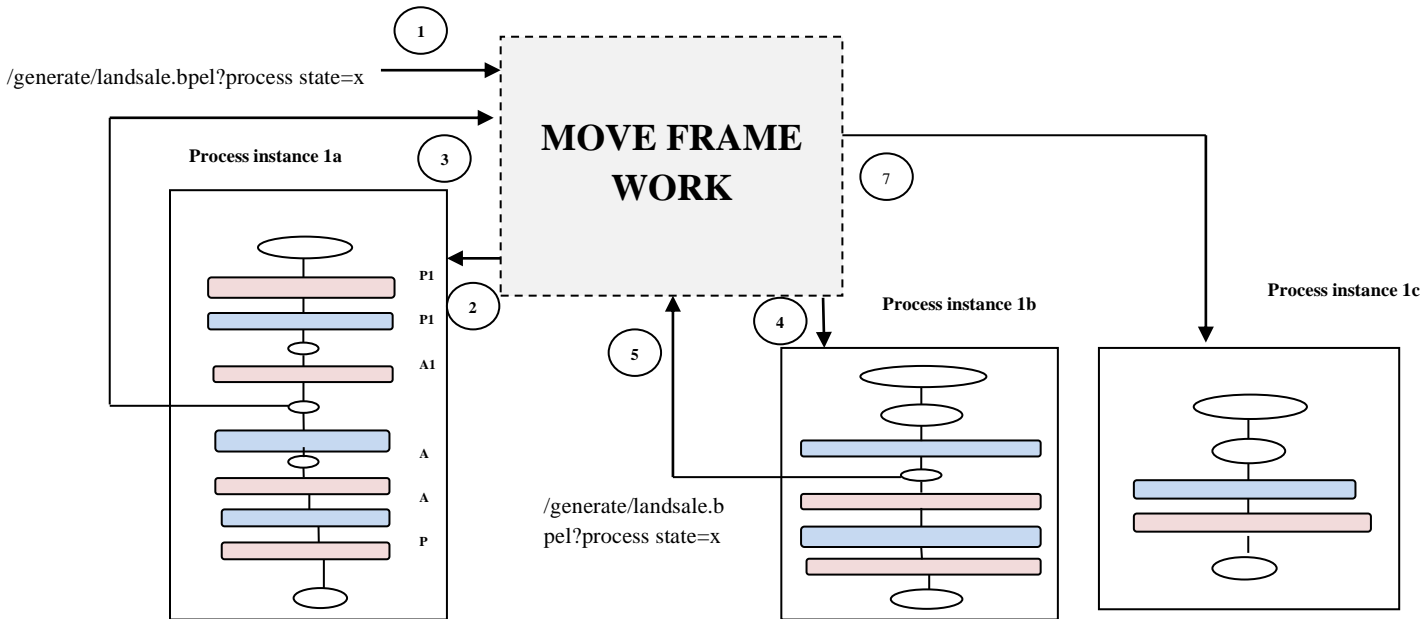 1
/generate/landsale.bpel?process state=x
MOVE FRAME
WORK
3
Process instance 1a
7
P1
2
P1
A1
A
A
P
4
Process instance 1b
Process instance 1c
5
/generate/landsale.b
pel?process state=x